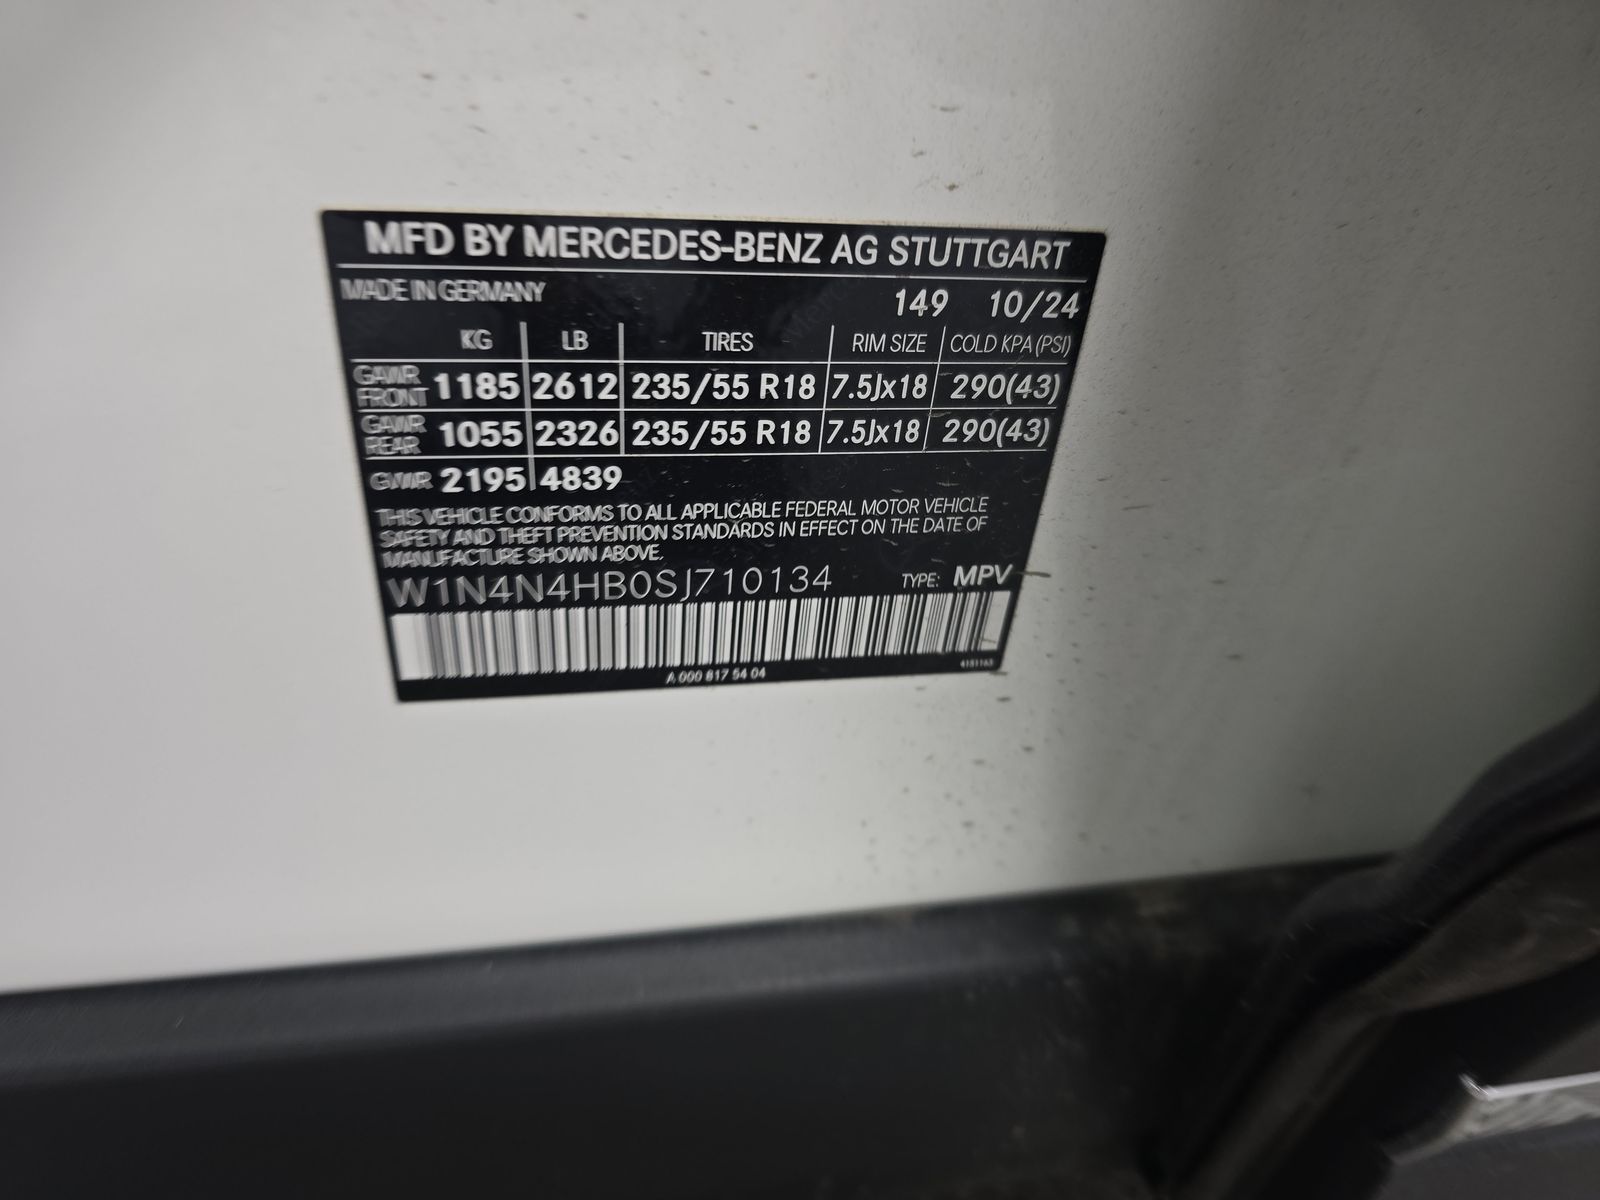 MFD BY MERCEDES-BENZ AG STUTTGART
MADE IN GERMANY
149 10/24
KG LB TIRES RIM SIZE COLD KPA (PSI)
GAWR FRONT 1185 2612 235/55 R18 7.5Jx18 290(43)
GAWR REAR 1055 2326 235/55 R18 7.5Jx18 290(43)
GVWR 2195 4839
THIS VEHICLE CONFORMS TO ALL APPLICABLE FEDERAL MOTOR VEHICLE
SAFETY AND THEFT PREVENTION STANDARDS IN EFFECT ON THE DATE OF
MANUFACTURE SHOWN ABOVE.
W1N4N4HB0SJ710134 TYPE: MPV
A 000 817 54 04
4151163